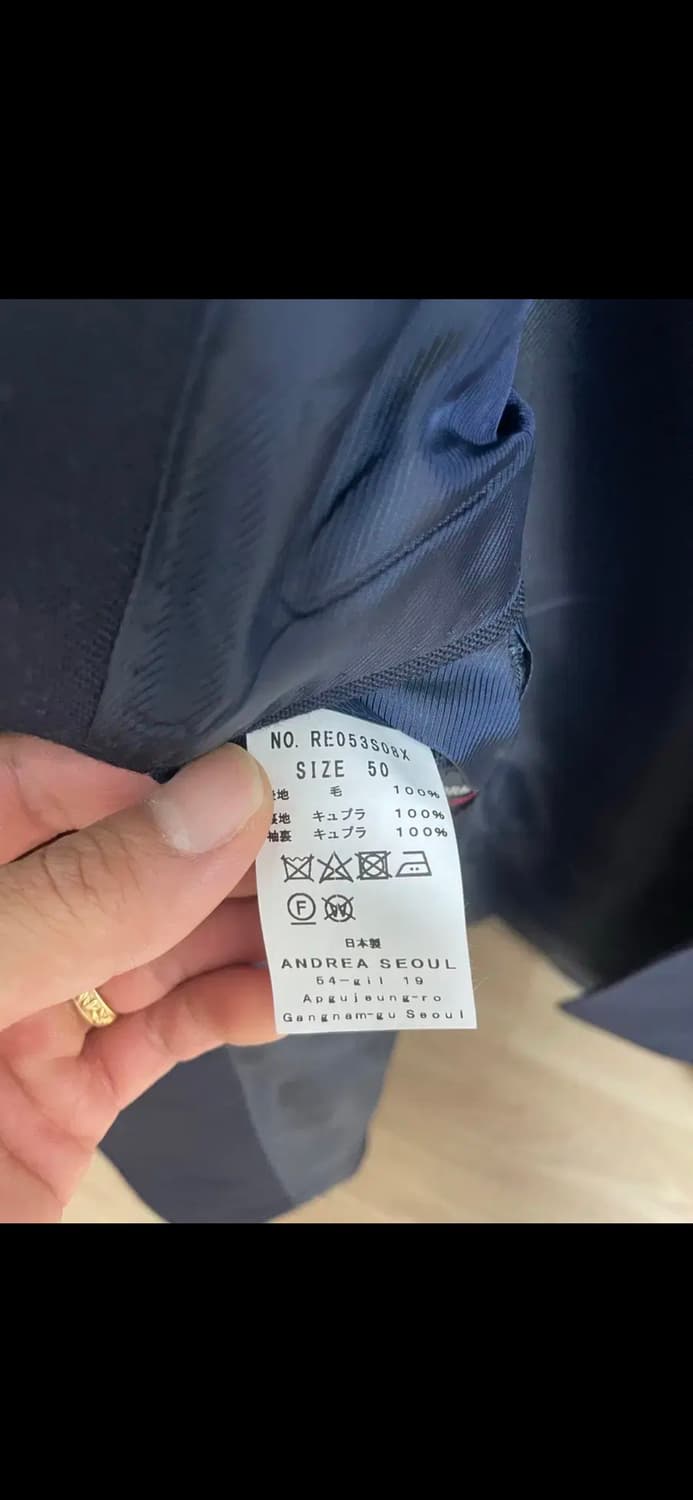 NO. RE053S08X
SIZE 50
地 毛 100%
裏地 キュプラ 100%
袖裏 キュプラ 100%
F
W
日本製
ANDREA SEOUL
54-gil 19
Apgujeung-ro
Gangnam-gu Seoul